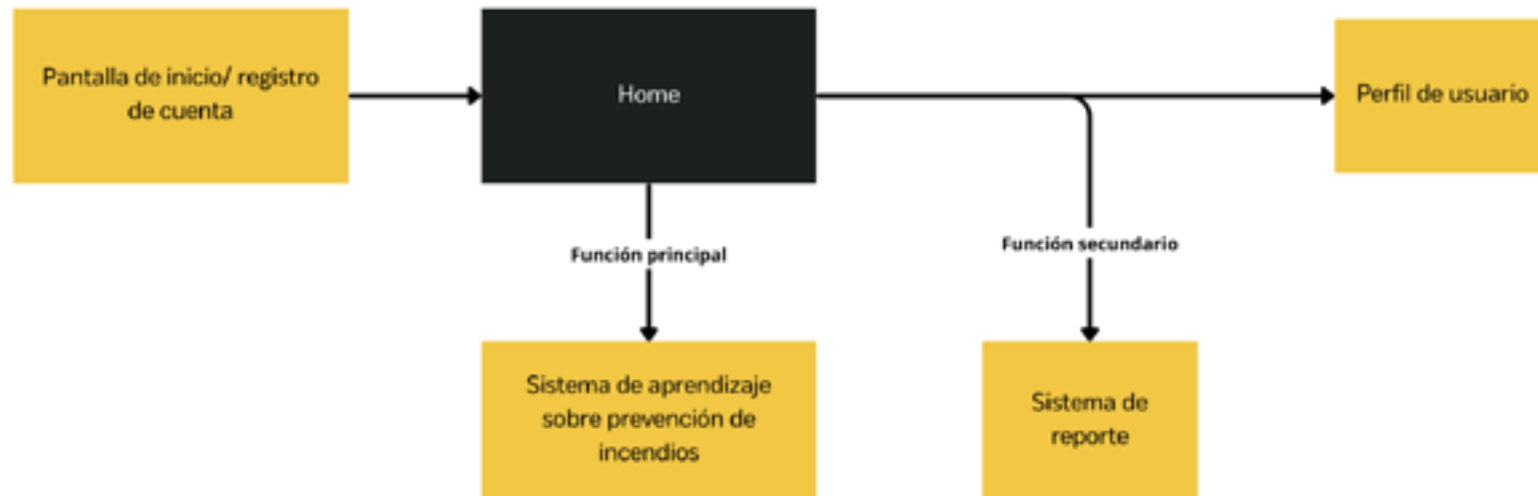 Pantalla de inicio/ registro
de cuenta
Home
Perfil de usuario
Función principal
Función secundario
Sistema de aprendizaje
sobre prevención de
incendios
Sistema de
reporte